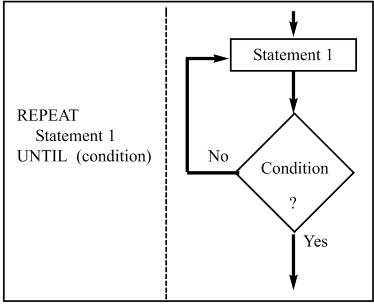 REPEAT
Statement 1
UNTIL (condition)
Statement 1
No
Condition
?
Yes